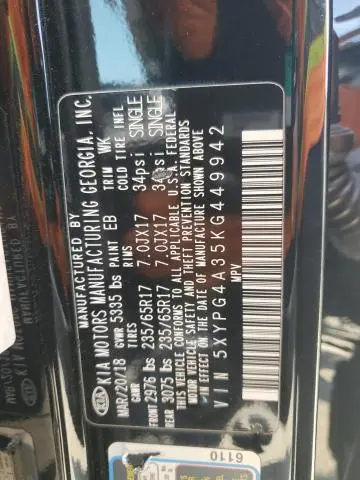 MANUFACTURED BY
KIA KIA MOTORS MANUFACTURING GEORGIA, INC.
MAR/20/18 GVWR 5335 lbs PAINT EB TRIM WK
GAWR TIRES RIMS COLD TIRE INFL
FRONT 2976 lbs 235/65R17 7.0JX17 34psi SINGLE
REAR 3075 lbs 235/65R17 7.0JX17 34psi SINGLE
THIS VEHICLE CONFORMS TO ALL APPLICABLE U.S.A. FEDERAL
MOTOR VEHICLE SAFETY AND THEFT PREVENTION STANDARDS
IN EFFECT ON THE DATE OF MANUFACTURE SHOWN ABOVE
VIN 5XYPG4A35KG449942
MPV
6110